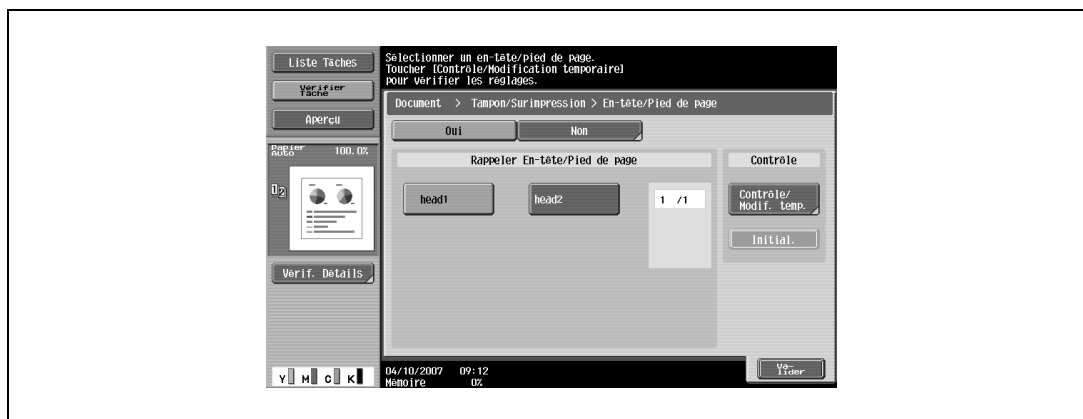 Liste Tâches
Vérifier
Tâche
Aperçu
Papier
Auto 100.0%
Vérif. Détails
Y M C K
Sélectionner un en-tête/pied de page.
Toucher [Contrôle/Modification temporaire]
pour vérifier les réglages.
Document > Tampon/Surimpression > En-tête/Pied de page
Oui Non
Rappeler En-tête/Pied de page
head1 head2
1 /1
Contrôle
Contrôle/
Modif. temp.
Initial.
04/10/2007 09:12
Mémoire 0%
Va-
lider